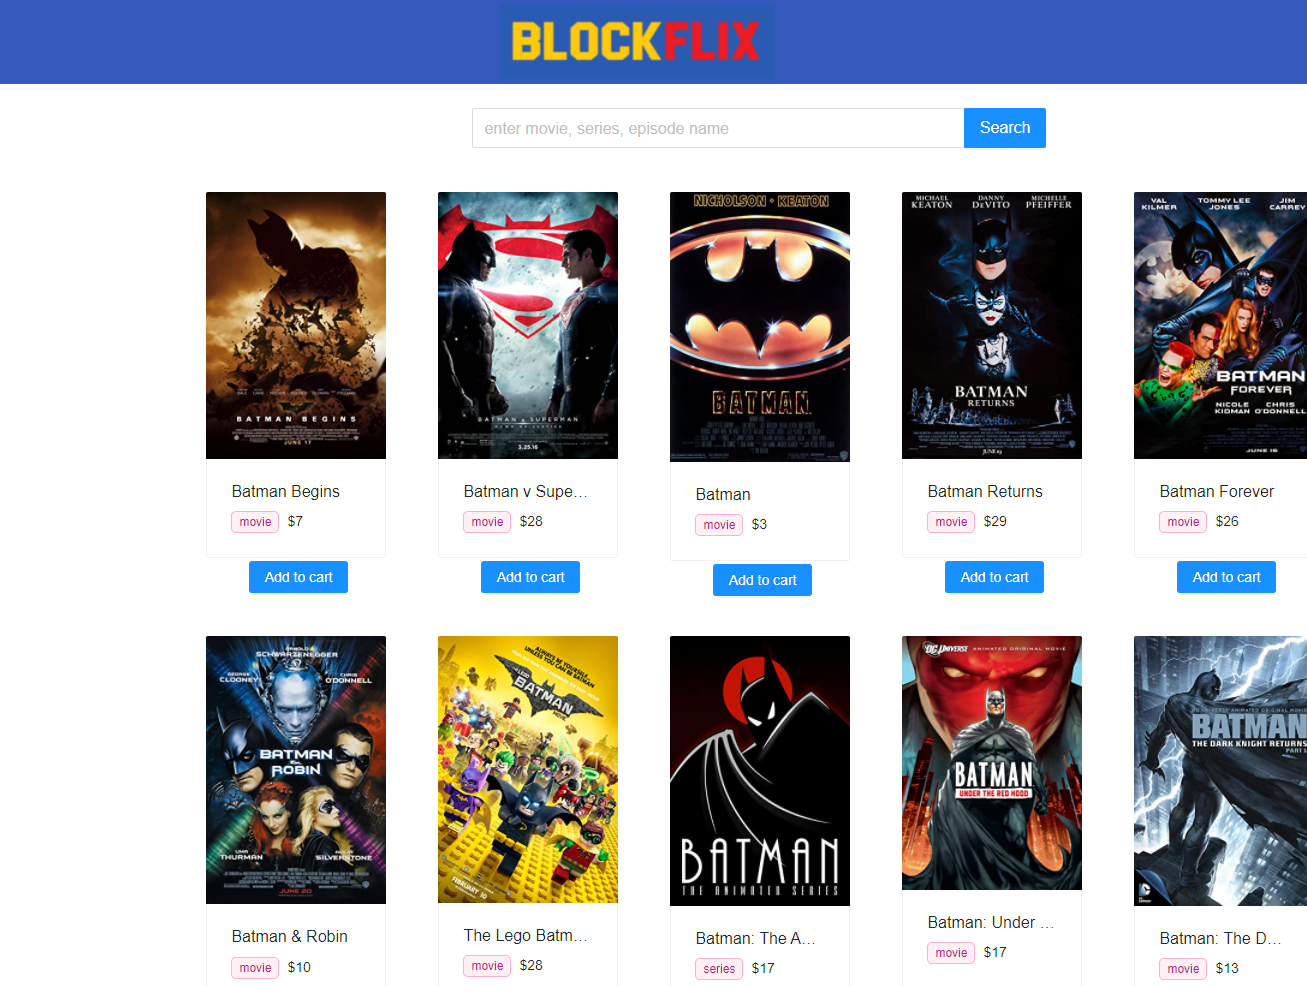 BLOCKFLIX
enter movie, series, episode name
Search
BATMAN BEGINS
JUNE 17
BATMAN v SUPERMAN
DAWN OF JUSTICE
3.25.16
NICHOLSON · KEATON
BATMAN
MICHAEL KEATON
DANNY DEVITO
MICHELLE PFEIFFER
BATMAN
RETURNS
JUNE 19
VAL KILMER
TOMMY LEE JONES
JIM CARREY
BATMAN
FOREVER
NICOLE KIDMAN
CHRIS O'DONNELL
JUNE 16
Batman Begins
movie $7
Add to cart
Batman v Supe...
movie $28
Add to cart
Batman
movie $3
Add to cart
Batman Returns
movie $29
Add to cart
Batman Forever
movie $26
Add to cart
ARNOLD SCHWARZENEGGER
GEORGE CLOONEY
CHRIS O'DONNELL
BATMAN
& ROBIN
UMA THURMAN
SILVERSTONE
JUNE 20
ALWAYS BE YOURSELF...
UNLESS YOU CAN BE BATMAN
THE LEGO
BATMAN
MOVIE
FEBRUARY 10
BATMAN
THE ANIMATED SERIES
DC UNIVERSE ANIMATED ORIGINAL MOVIE
BATMAN
UNDER THE RED HOOD
DC UNIVERSE ANIMATED ORIGINAL MOVIE
BATMAN
THE DARK KNIGHT RETURNS
PART 1
Batman & Robin
movie $10
The Lego Batm...
movie $28
Batman: The A...
series $17
Batman: Under ...
movie $17
Batman: The D...
movie $13